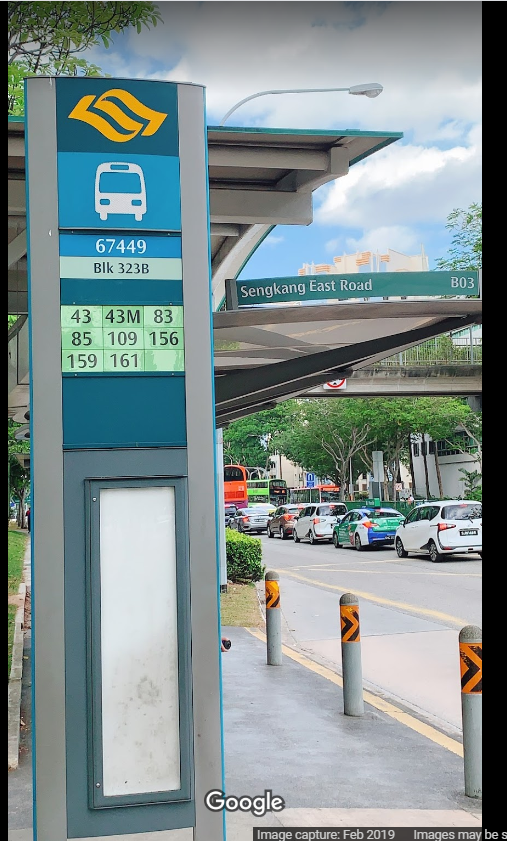 67449
Blk 323B
Sengkang East Road B03
43 43M 83
85 109 156
159 161
Google
Image capture: Feb 2019 Images may be s